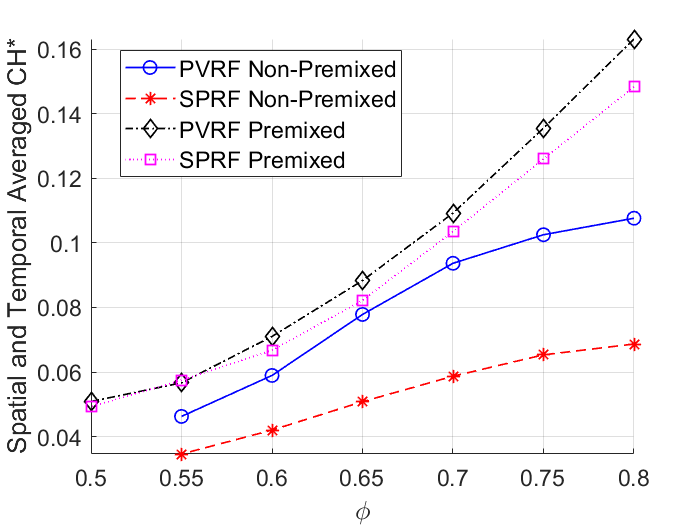 Spatial and Temporal Averaged CH*
0.16
0.14
0.12
0.1
0.08
0.06
0.04
PVRF Non-Premixed
SPRF Non-Premixed
PVRF Premixed
SPRF Premixed
0.5 0.55 0.6 0.65 0.7 0.75 0.8
ϕ